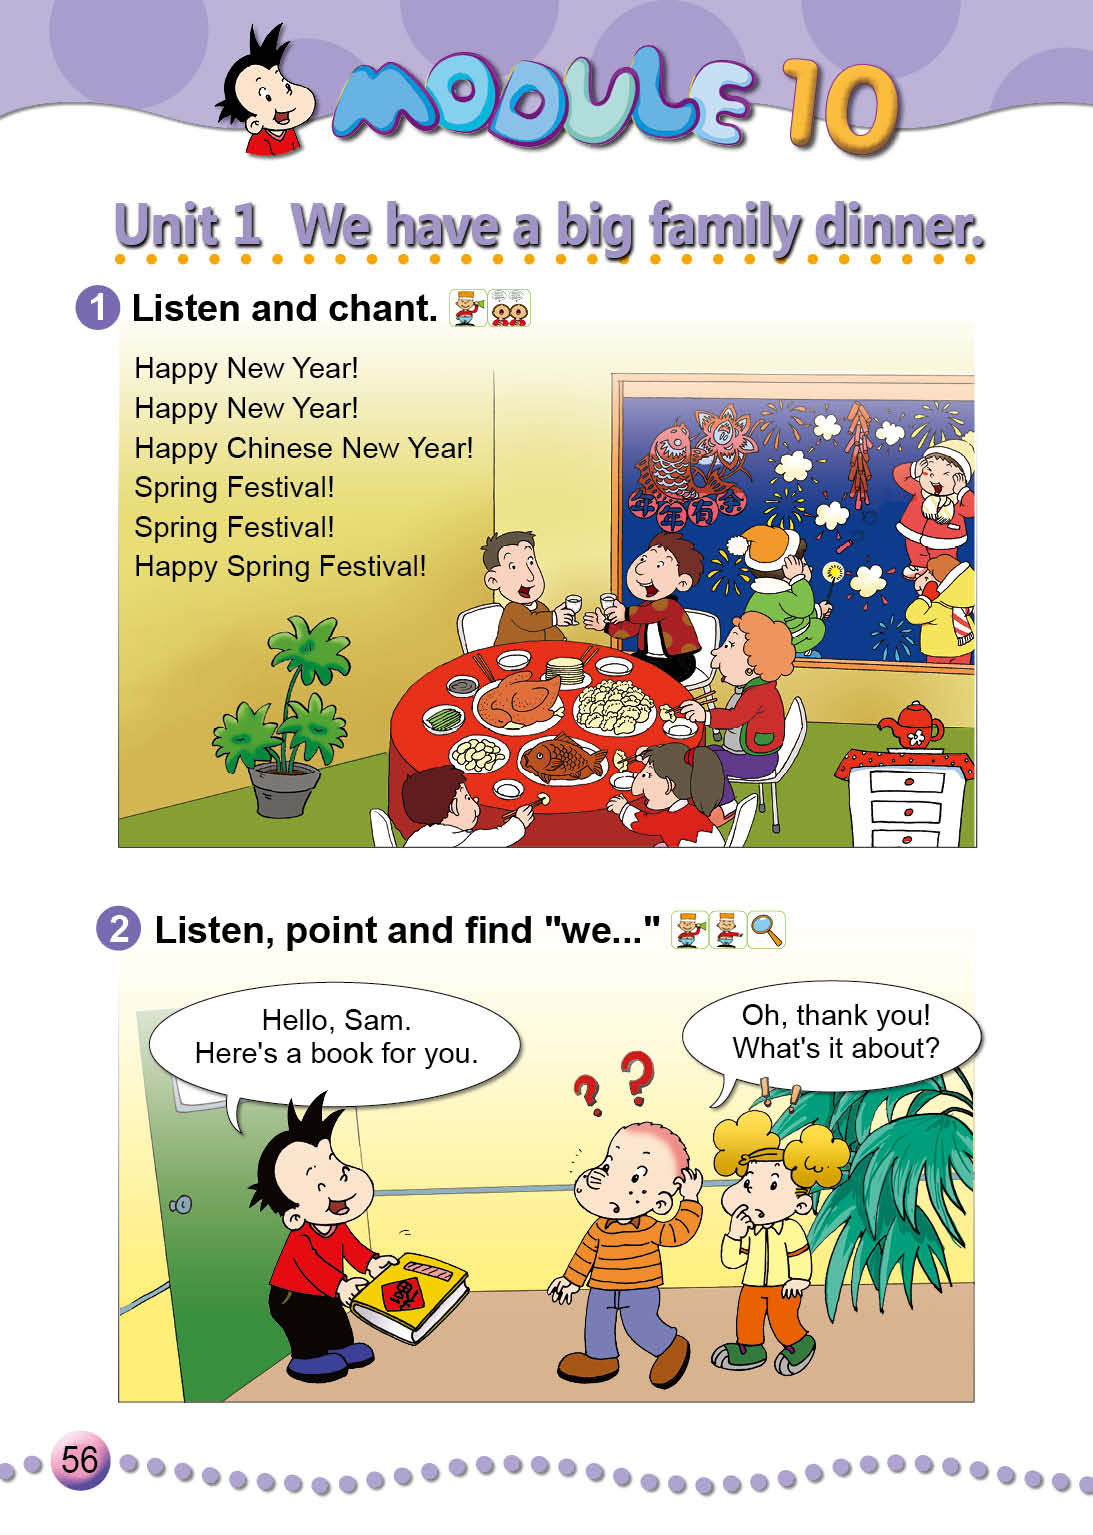 MODULE 10
Unit 1 We have a big family dinner.
1 Listen and chant.
Happy New Year!
Happy New Year!
Happy Chinese New Year!
Spring Festival!
Spring Festival!
Happy Spring Festival!
年年有余
2 Listen, point and find "we..."
Hello, Sam.
Here's a book for you.
Oh, thank you!
What's it about?
? ?
! !
56